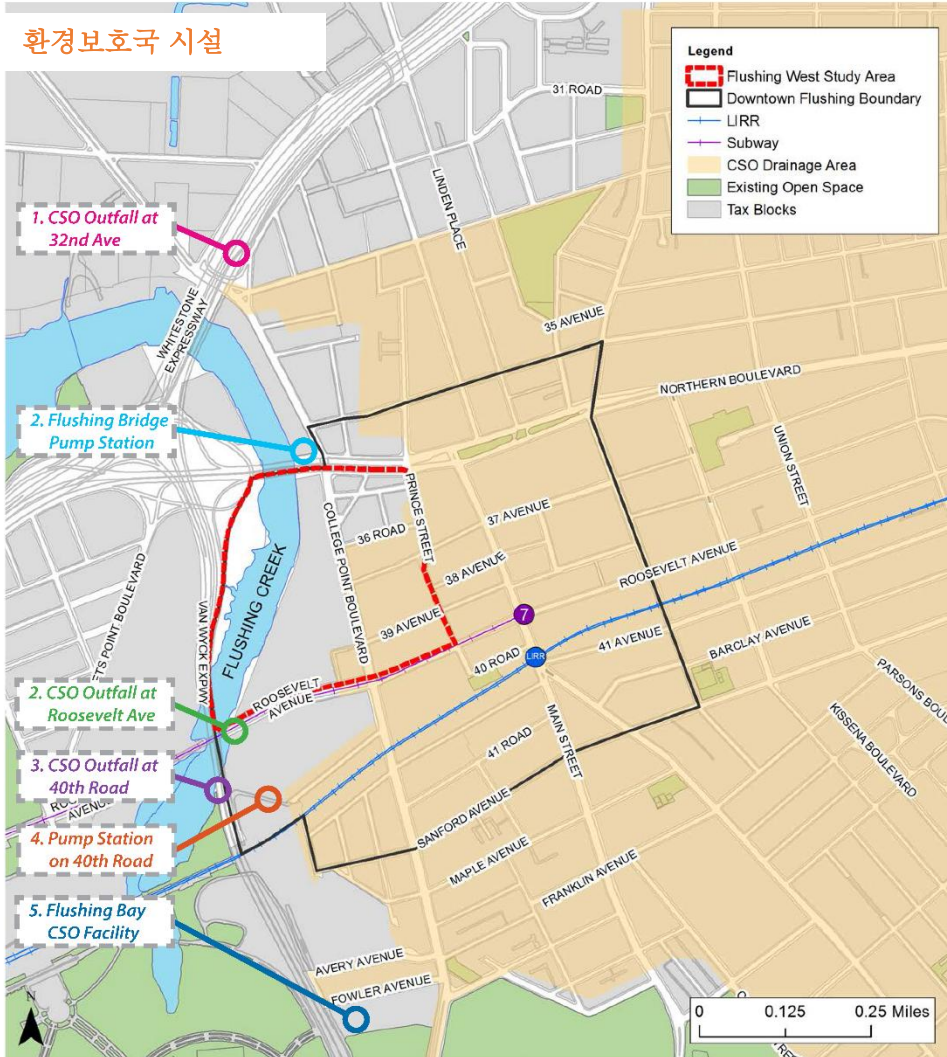 환경보호국 시설
Legend
Flushing West Study Area
Downtown Flushing Boundary
LIRR
Subway
CSO Drainage Area
Existing Open Space
Tax Blocks
31 ROAD
LINDEN PLACE
1. CSO Outfall at
32nd Ave
WHITESTONE
EXPRESSWAY
35 AVENUE
NORTHERN BOULEVARD
UNION STREET
2. Flushing Bridge
Pump Station
PRINCE STREET
COLLEGE POINT BOULEVARD
36 ROAD
37 AVENUE
38 AVENUE
39 AVENUE
ROOSEVELT AVENUE
7
FLUSHING CREEK
VAN WCK EXPWY
ETS POINT BOULEVARD
40 ROAD
LIRR
41 AVENUE
BARCLAY AVENUE
PARSONS BOU
KISSENA BOULEVARD
2. CSO Outfall at
Roosevelt Ave
ROOSEVELT
AVENUE
41 ROAD
MAIN STREET
3. CSO Outfall at
40th Road
AVENUE
4. Pump Station
on 40th Road
SANFORD AVENUE
MAPLE AVENUE
FRANKLIN AVENUE
5. Flushing Bay
CSO Facility
AVERY AVENUE
FOWLER AVENUE
N
0 0.125 0.25 Miles